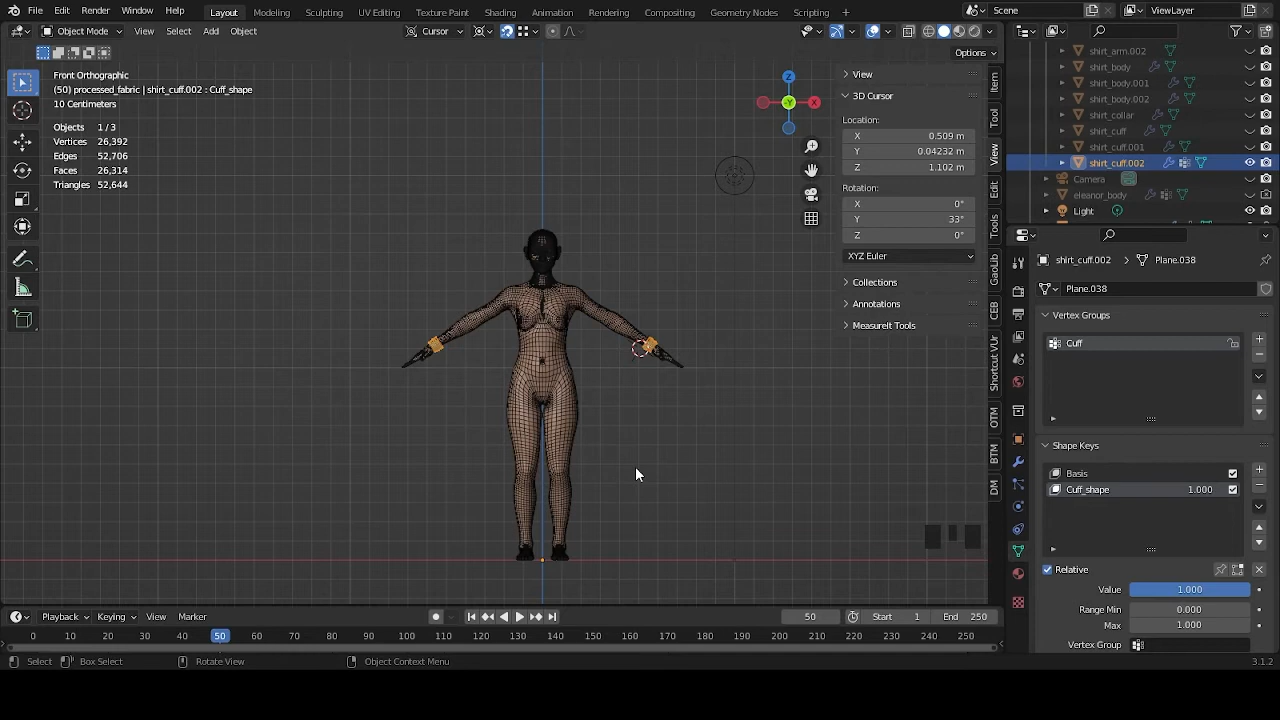 File Edit Render Window Help Layout Modeling Sculpting UV Editing Texture Paint Shading Animation Rendering Compositing Geometry Nodes Scripting + Scene ViewLayer
Object Mode View Select Add Object Cursor
Options
Front Orthographic
(50) processed_fabric | shirt_cuff.002 : Cuff_shape
10 Centimeters
Objects 1 / 3
Vertices 26,392
Edges 52,706
Faces 26,314
Triangles 52,644
Z
-Y
X
View
3D Cursor
Location:
X 0.509 m
Y 0.04232 m
Z 1.102 m
Rotation:
X 0°
Y 33°
Z 0°
XYZ Euler
Collections
Annotations
MeasureIt Tools
Item
Tool
View
Edit
Tools
GaoLib
CEB
Shortcut VUr
OTM
BTM
DM
shirt_arm.002
shirt_body
shirt_body.001
shirt_body.002
shirt_collar
shirt_cuff
shirt_cuff.001
shirt_cuff.002
Camera
eleanor_body
Light
shirt_cuff.002 Plane.038
Plane.038
Vertex Groups
Cuff
Shape Keys
Basis
Cuff_shape 1.000
Relative
Value 1.000
Range Min 0.000
Max 1.000
Vertex Group
Playback Keying View Marker 50 Start 1 End 250
0 10 20 30 40 50 60 70 80 90 100 110 120 130 140 150 160 170 180 190 200 210 220 230 240 250
Select Box Select Rotate View Object Context Menu 3.1.2